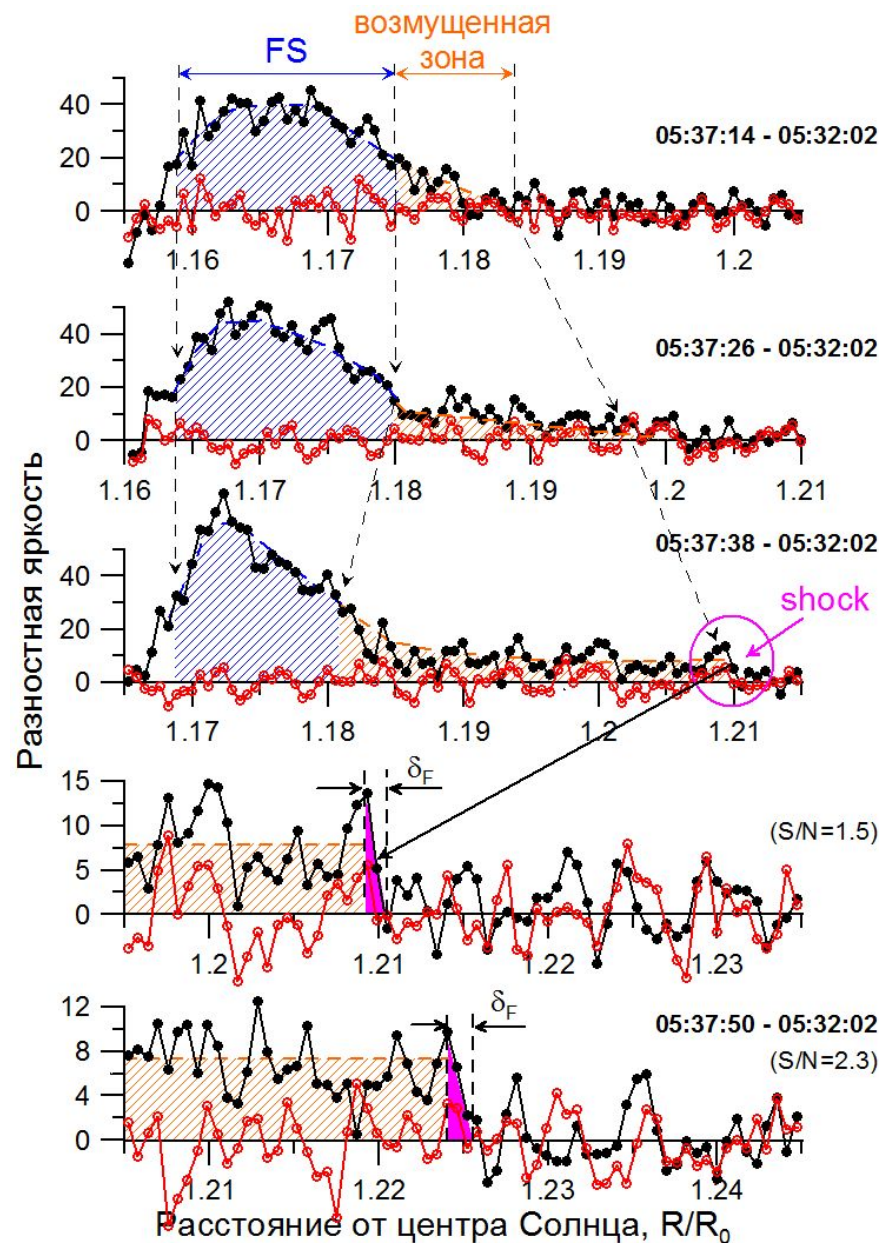 возмущенная
зона
FS
40
20
0
05:37:14 - 05:32:02
1.16 1.17 1.18 1.19 1.2
40
20
0
05:37:26 - 05:32:02
1.16 1.17 1.18 1.19 1.2 1.21
40
20
0
05:37:38 - 05:32:02
shock
1.17 1.18 1.19 1.2 1.21
Разностная яркость
15
10
5
0
δF
(S/N=1.5)
1.2 1.21 1.22 1.23
12
8
4
0
δF
05:37:50 - 05:32:02
(S/N=2.3)
1.21 1.22 1.23 1.24
Расстояние от центра Солнца, R/R0